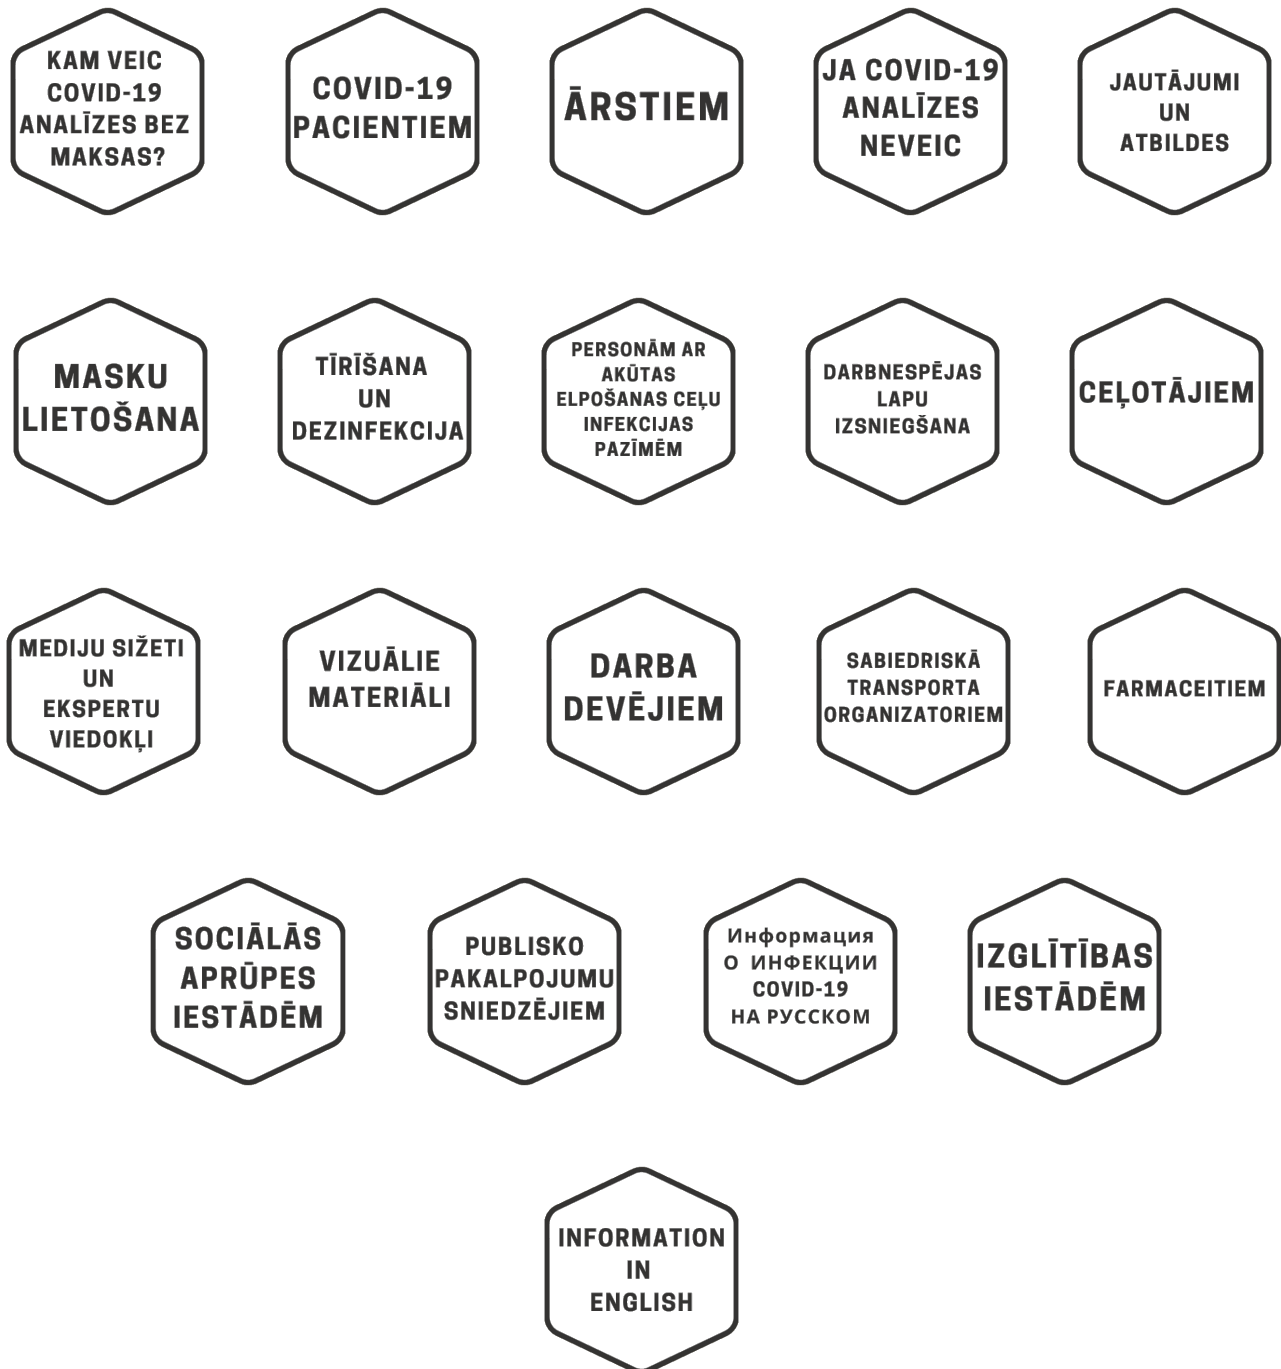 KAM VEIC
COVID-19
ANALĪZES BEZ
MAKSAS?
COVID-19
PACIENTIEM
ĀRSTIEM
JA COVID-19
ANALĪZES
NEVEIC
JAUTĀJUMI
UN
ATBILDES
MASKU
LIETOŠANA
TĪRĪŠANA
UN
DEZINFEKCIJA
PERSONĀM AR
AKŪTAS
ELPOŠANAS CEĻU
INFEKCIJAS
PAZĪMĒM
DARBNESPĒJAS
LAPU
IZSNIEGŠANA
CEĻOTĀJIEM
MEDIJU SIŽETI
UN
EKSPERTU
VIEDOKĻI
VIZUĀLIE
MATERIĀLI
DARBA
DEVĒJIEM
SABIEDRISKĀ
TRANSPORTA
ORGANIZATORIEM
FARMACEITIEM
SOCIĀLĀS
APRŪPES
IESTĀDĒM
PUBLISKO
PAKALPOJUMU
SNIEDZĒJIEM
Информация
О ИНФЕКЦИИ
COVID-19
НА РУССКОМ
IZGLĪTĪBAS
IESTĀDĒM
INFORMATION
IN
ENGLISH